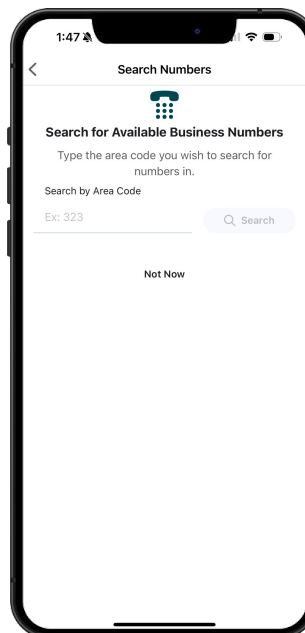 1:47
Search Numbers
Search for Available Business Numbers
Type the area code you wish to search for
numbers in.
Search by Area Code
Ex: 323
Search
Not Now